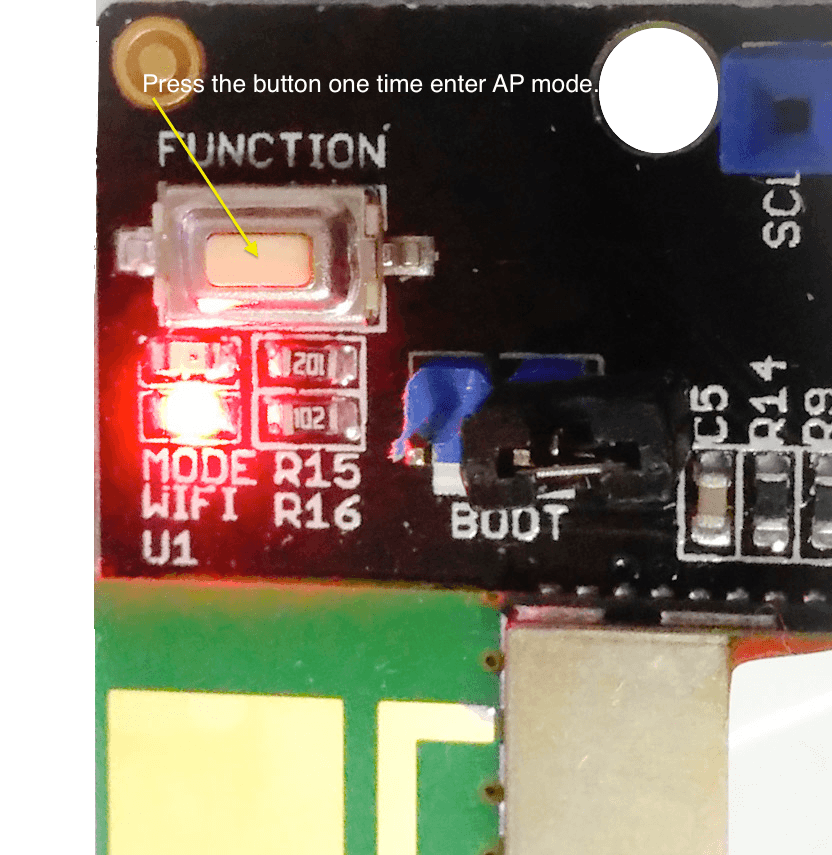 Press the button one time enter AP mode.
FUNCTION
SCL
201
102
MODE R15
WIFI R16
U1
BOOT
C5
R14
R9